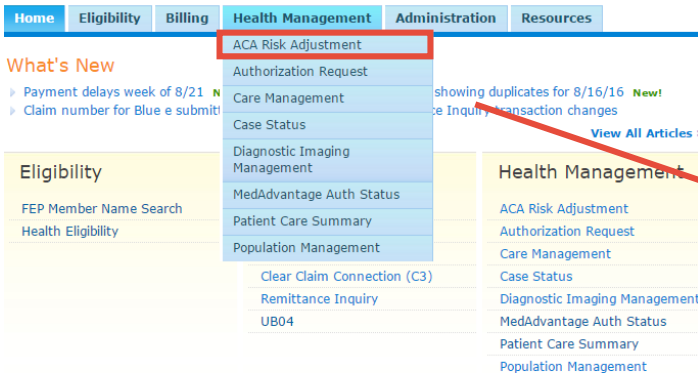 Home Eligibility Billing Health Management Administration Resources
ACA Risk Adjustment
Authorization Request
Care Management
Case Status
Diagnostic Imaging
Management
MedAdvantage Auth Status
Patient Care Summary
Population Management
What's New
Payment delays week of 8/21 showing duplicates for 8/16/16 New!
Claim number for Blue e Inquiry transaction changes
View All Articles
Eligibility
FEP Member Name Search
Health Eligibility
Clear Claim Connection (C3)
Remittance Inquiry
UB04
Health Management
ACA Risk Adjustment
Authorization Request
Care Management
Case Status
Diagnostic Imaging Management
MedAdvantage Auth Status
Patient Care Summary
Population Management